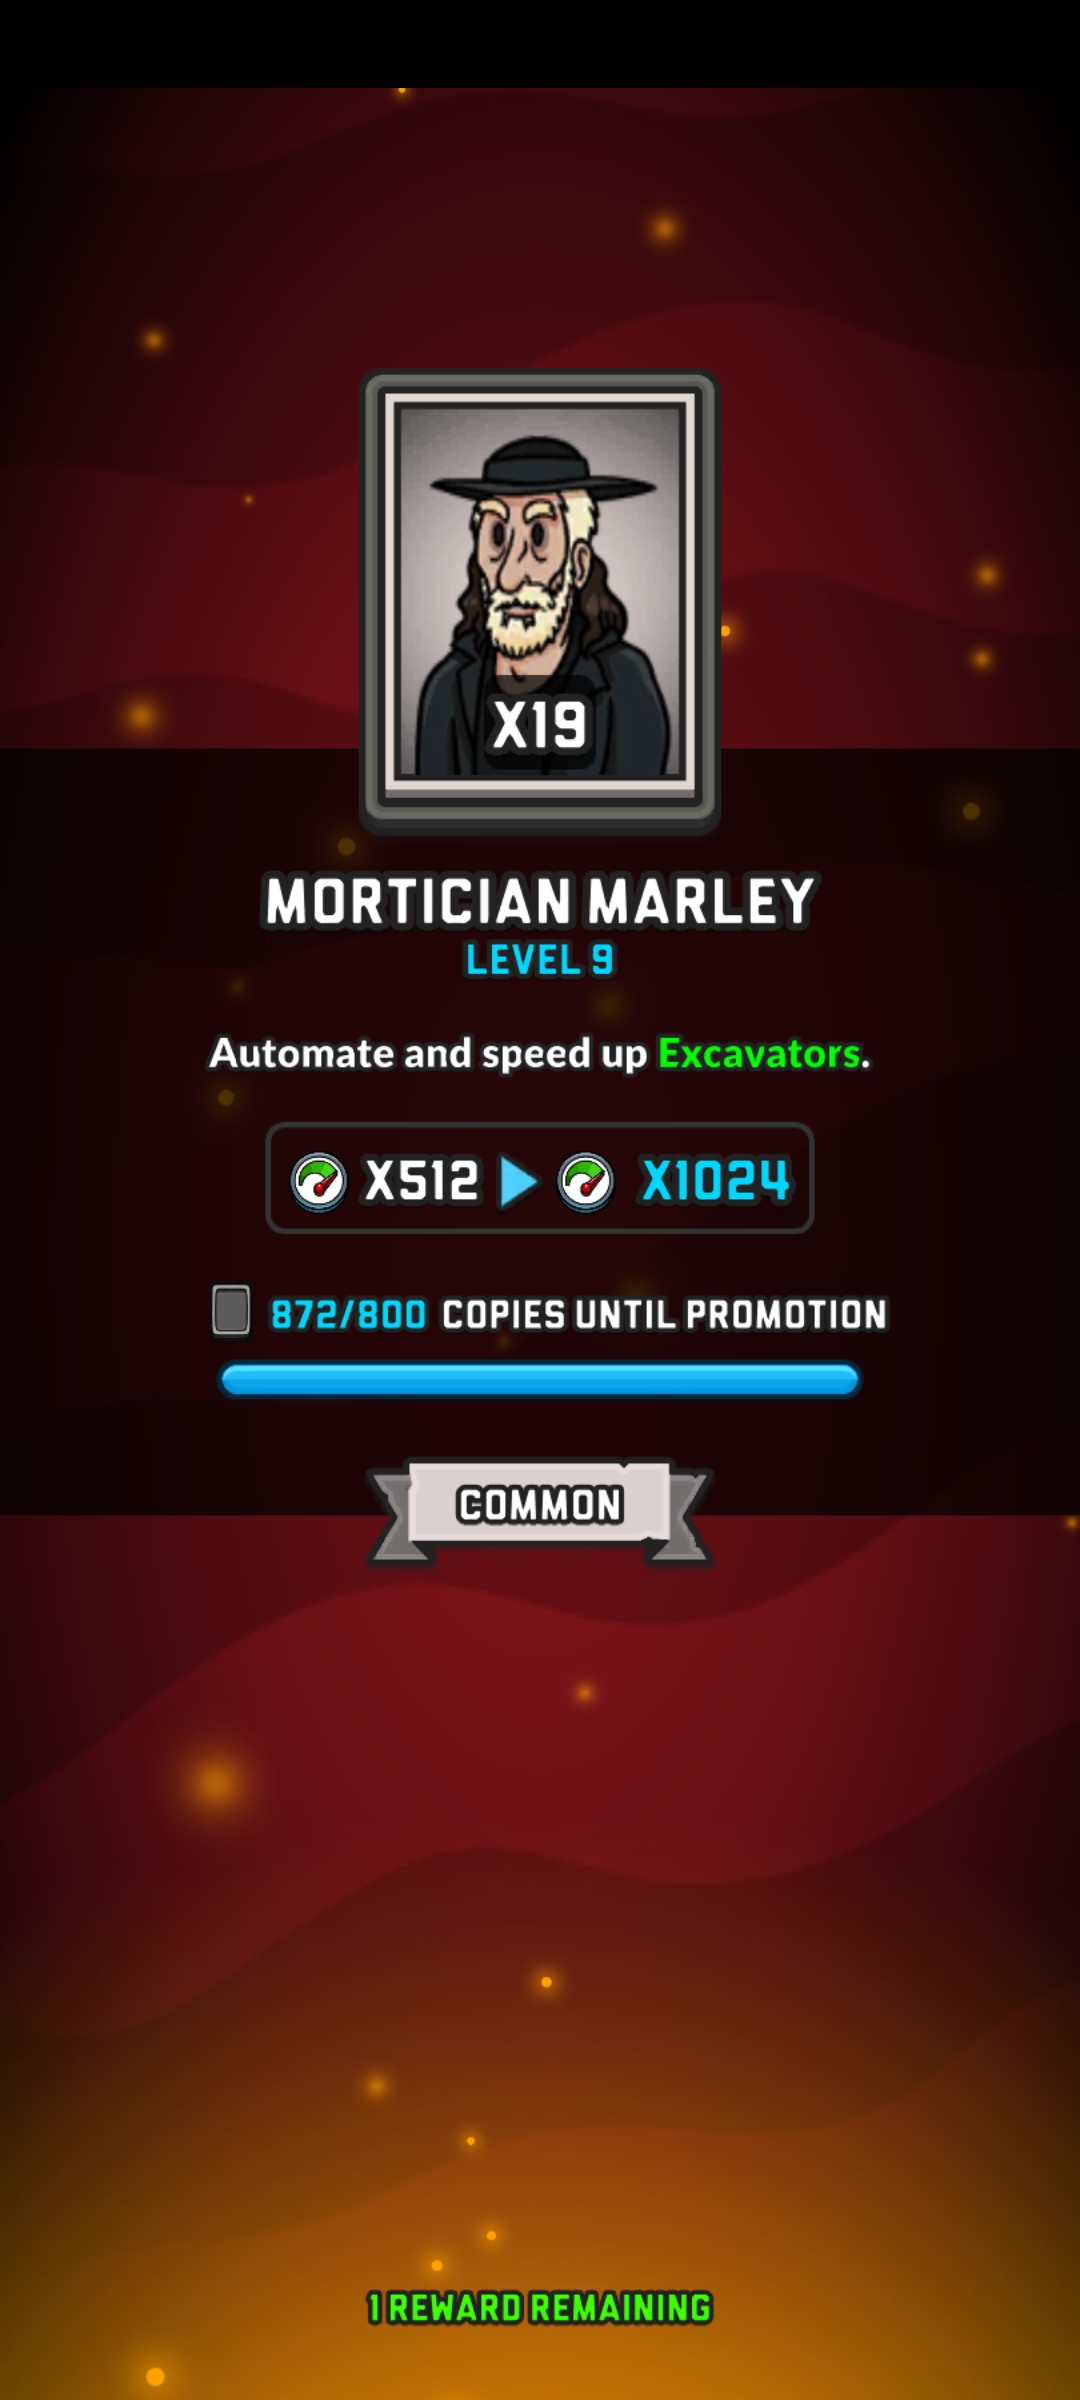 X19
MORTICIAN MARLEY
LEVEL 9
Automate and speed up Excavators.
X512 X1024
872/800 COPIES UNTIL PROMOTION
COMMON
1 REWARD REMAINING